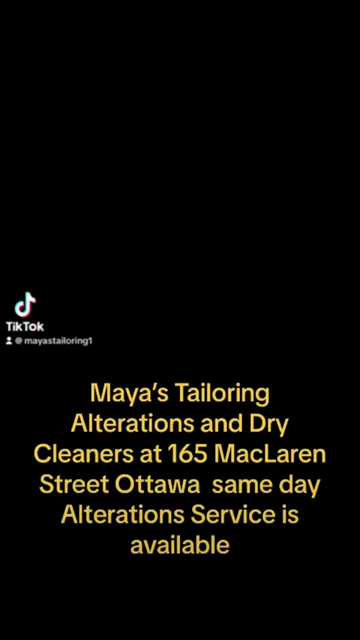 TikTok
@ mayastailoring1
Maya’s Tailoring
Alterations and Dry
Cleaners at 165 MacLaren
Street Ottawa  same day
Alterations Service is
available